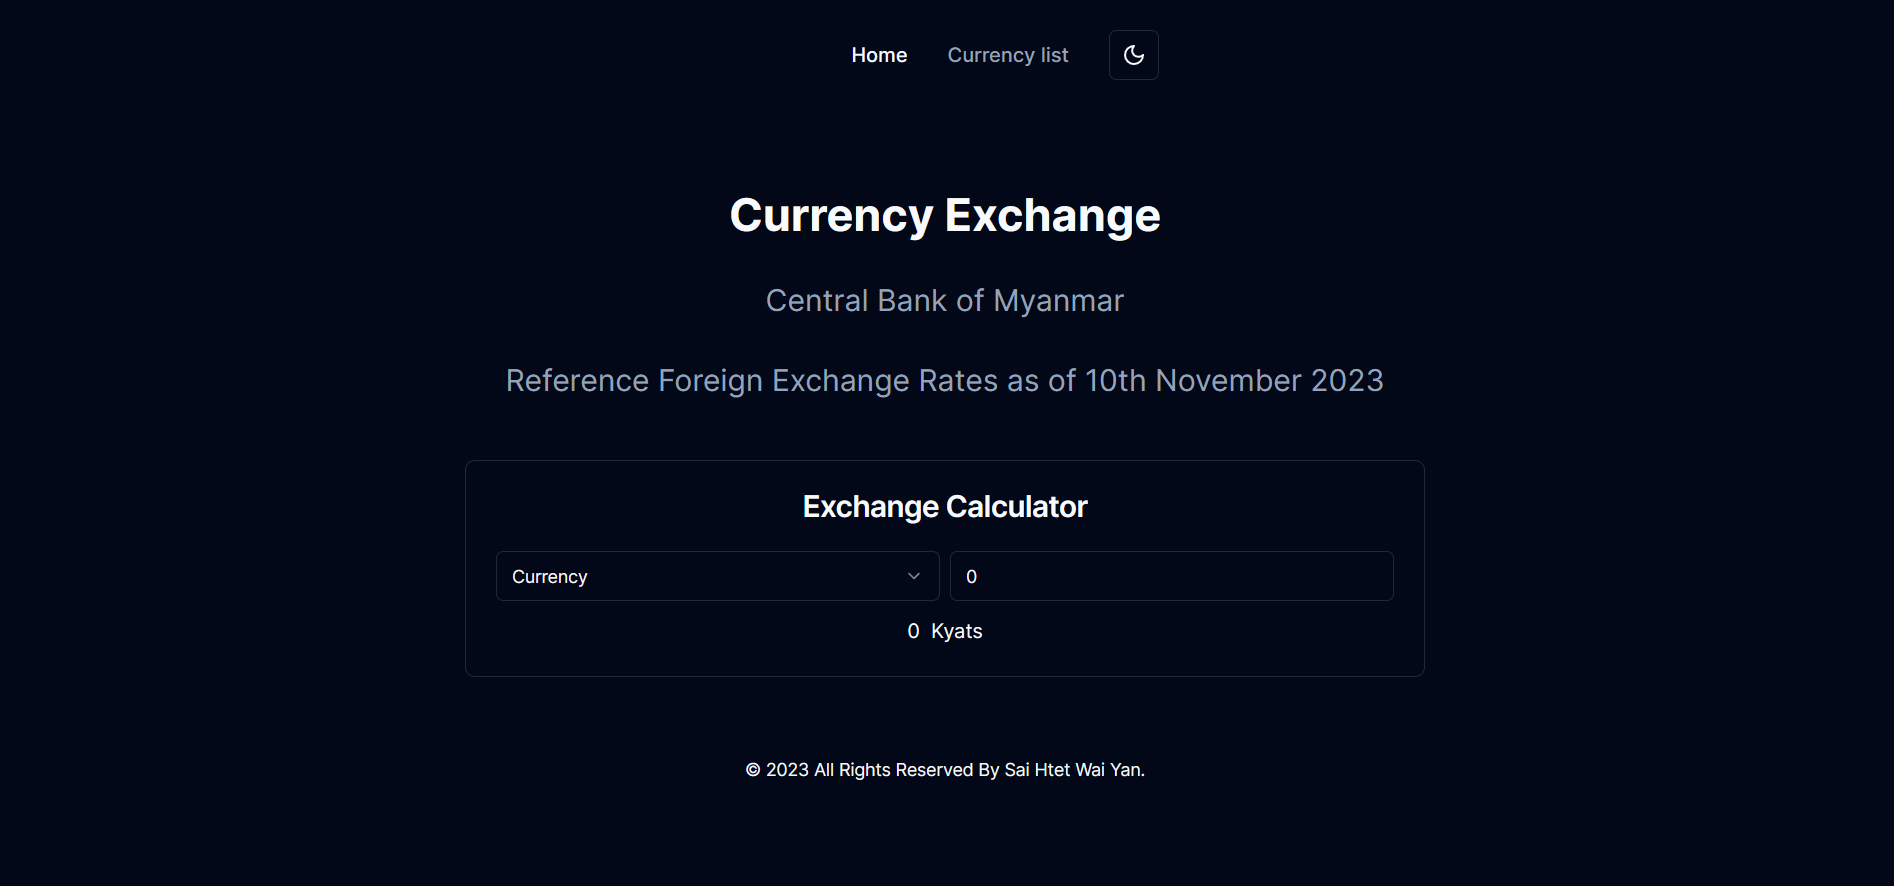 Home
Currency list
Currency Exchange
Central Bank of Myanmar
Reference Foreign Exchange Rates as of 10th November 2023
Exchange Calculator
Currency
0
0 Kyats
© 2023 All Rights Reserved By Sai Htet Wai Yan.